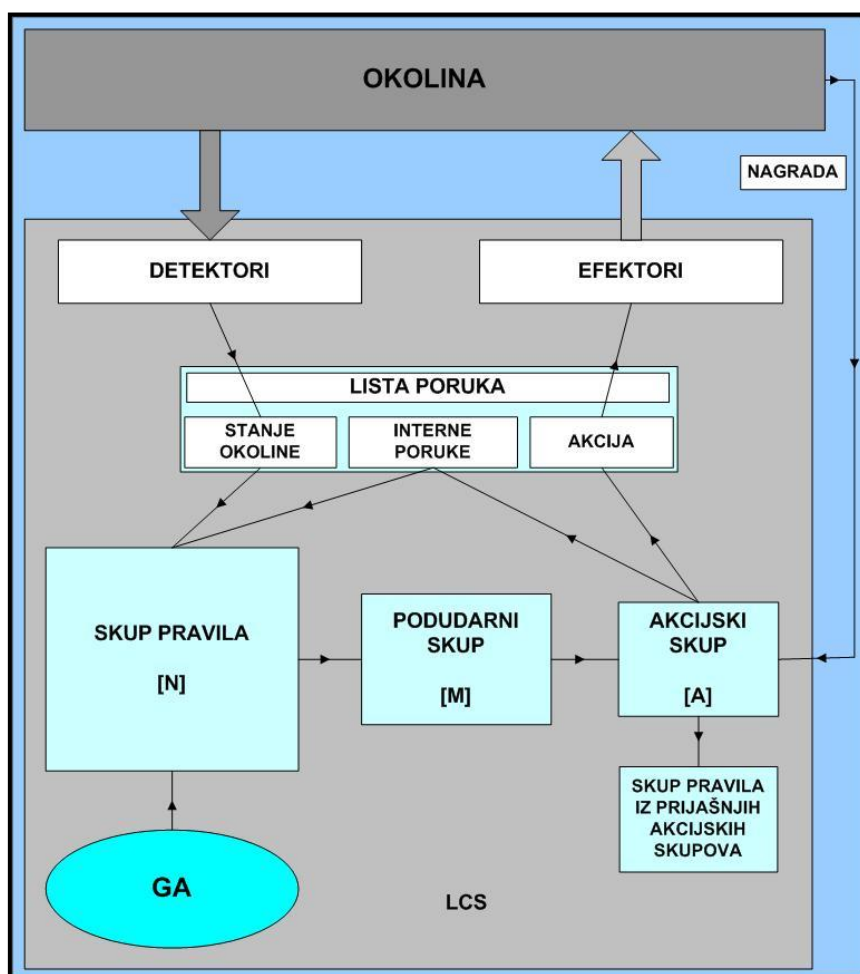 OKOLINA
NAGRADA
DETEKTORI
EFEKTORI
LISTA PORUKA
STANJE
OKOLINE
INTERNE
PORUKE
AKCIJA
SKUP PRAVILA
[N]
PODUDARNI
SKUP
[M]
AKCIJSKI
SKUP
[A]
SKUP PRAVILA
IZ PRIJAŠNJIH
AKCIJSKIH
SKUPOVA
GA
LCS